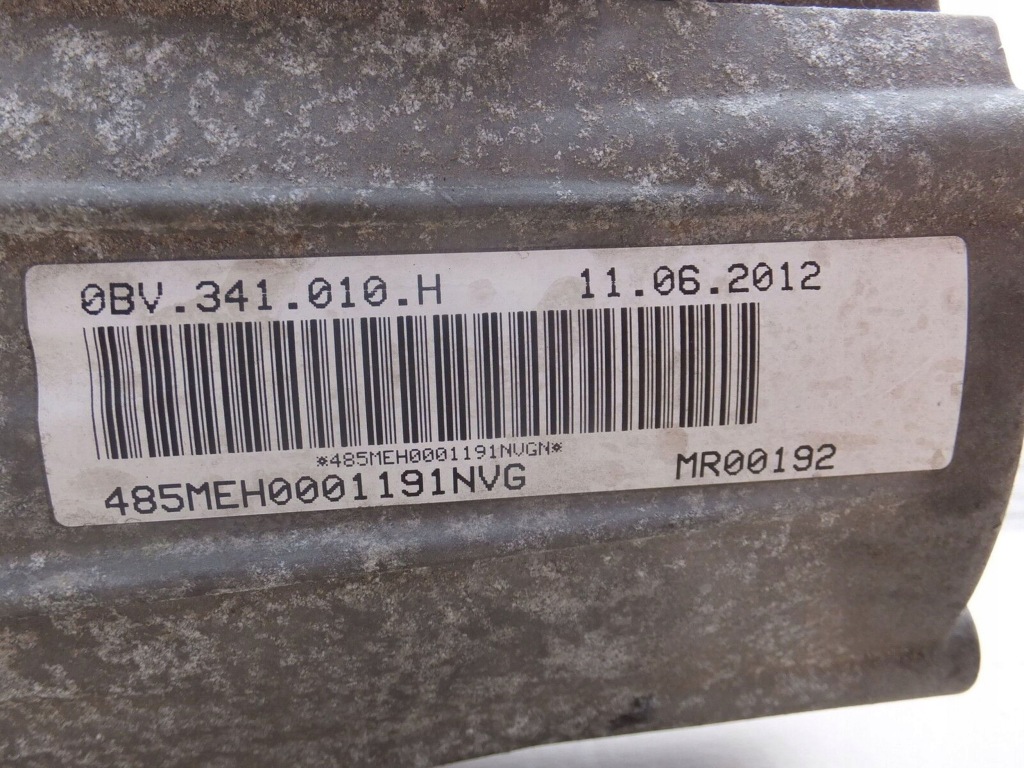 0BV.341.010.H 11.06.2012
*485MEH0001191NVGN*
485MEH0001191NVG MR00192